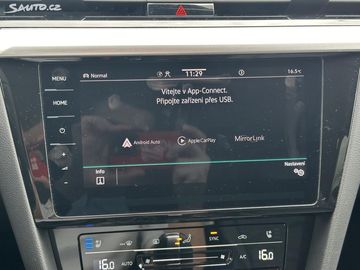 SAUTO.CZ
MENU
Normal
11:29
16.5°C
HOME
Vítejte v App-Connect.
Připojte zařízení přes USB.
Android Auto
Apple CarPlay
MirrorLink
Info
Nastavení
16.0
SYNC
A/C
16.0
AUTO